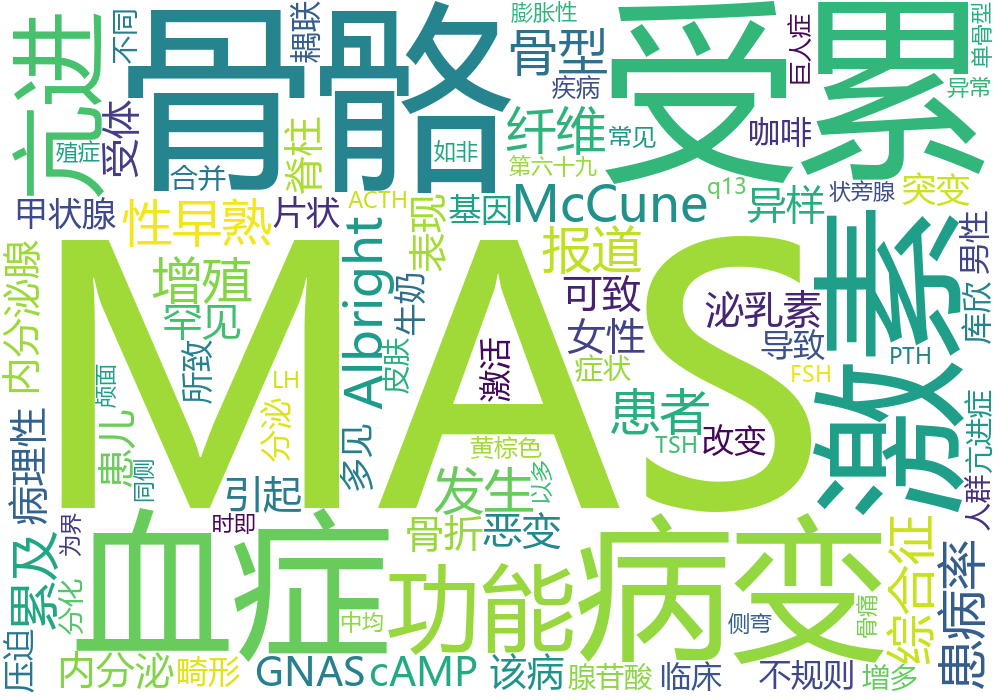 亢进
不同
殖症
受体
骨骼
合并
脊柱
耦联
ACTH
膨胀性
骨型
疾病
纤维
常见
如非
第六十九
受累
q13
咖啡
巨人症
状旁腺
单骨型
异常
突变
甲状腺
性早熟
片状
Albright
表现
基因
McCune
异样
男性
内分泌腺
增殖
罕见
所致
牛奶
皮肤
报道
可致
女性
泌乳素
导致
激素
库欣
PTH
MAS
颅面
LH
分泌
激活
症状
FSH
患儿
同侧
多见
患者
TSH
改变
黄棕色
以多
亢进症
人群
病理性
引起
发生
骨折
恶变
为界
累及
分化
血症
功能
病变
中均
侧弯
骨痛
综合征
患病率
压迫
内分泌
畸形
GNAS
cAMP
该病
腺苷酸
临床
不规则
增多